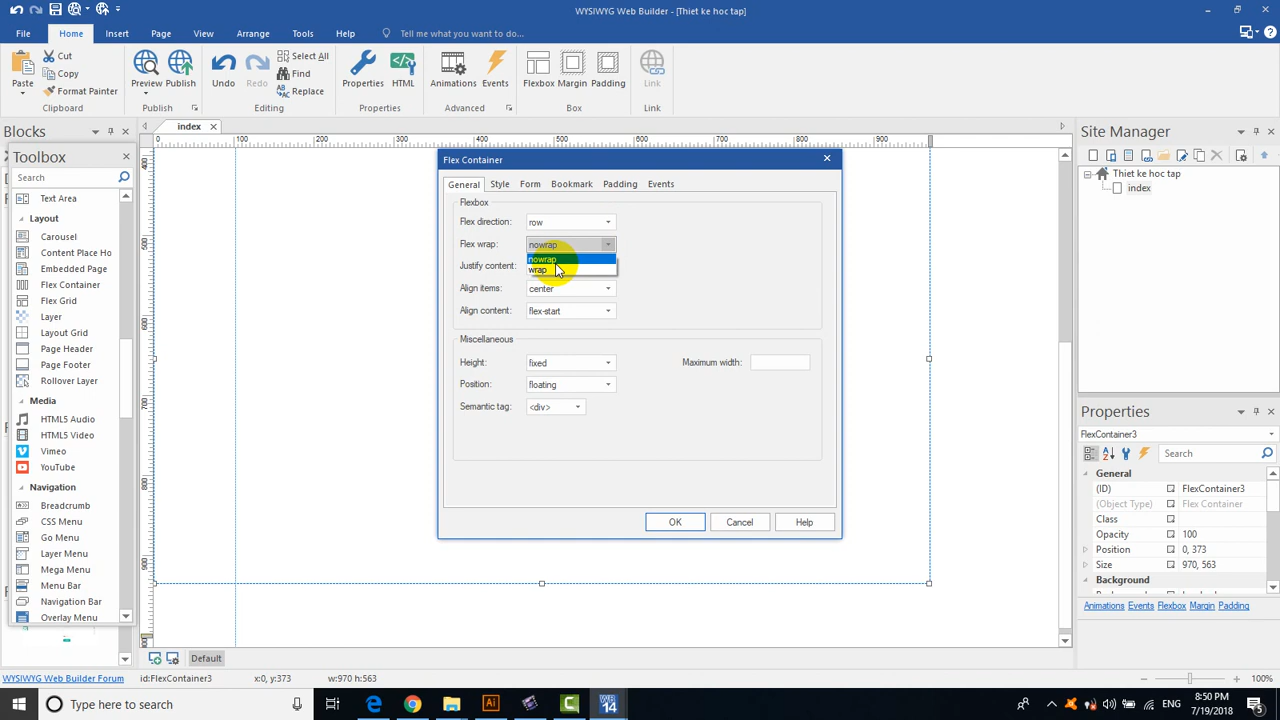 WYSIWYG Web Builder - [Thiet ke hoc tap]
File Home Insert Page View Arrange Tools Help Tell me what you want to do...
Paste Cut Copy Format Painter
Preview Publish
Undo Redo Select All Find Replace
Properties HTML
Animations Events
Flexbox Margin Padding
Link
Clipboard Publish Editing Properties Advanced Box Link
Blocks
index
Site Manager
Toolbox
0 100 200 300 400 500 600 700 800 900
Search
Text Area
Layout
Carousel
Content Place Ho
Embedded Page
Flex Container
Flex Grid
Layer
Layout Grid
Page Header
Page Footer
Rollover Layer
Media
HTML5 Audio
HTML5 Video
Vimeo
YouTube
Navigation
Breadcrumb
CSS Menu
Go Menu
Layer Menu
Mega Menu
Menu Bar
Navigation Bar
Overlay Menu
400
500
600
700
800
900
Flex Container
General Style Form Bookmark Padding Events
Flexbox
Flex direction: row
Flex wrap: nowrap
nowrap
Justify content: wrap
Align items: center
Align content: flex-start
Miscellaneous
Height: fixed Maximum width:
Position: floating
Semantic tag: <div>
OK Cancel Help
Thiet ke hoc tap
index
Properties
FlexContainer3
Search
General
(ID) FlexContainer3
(Object Type) Flex Container
Class
Opacity 100
Position 0, 373
Size 970, 563
Background
Animations Events Flexbox Margin Padding
Default
WYSIWYG Web Builder Forum id:FlexContainer3 x:0, y:373 w:970 h:563 100%
Type here to search
ENG
8:50 PM
7/19/2018